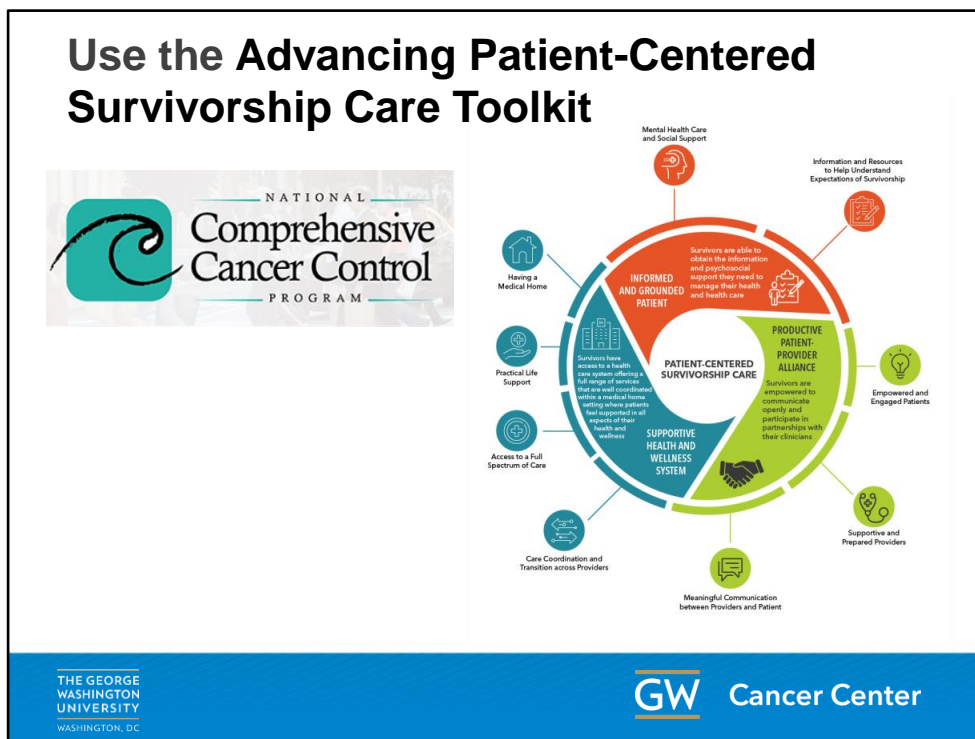 Use the Advancing Patient-Centered
Survivorship Care Toolkit
NATIONAL
Comprehensive
Cancer Control
PROGRAM
Mental Health Care
and Social Support
Information and Resources
to Help Understand
Expectations of Survivorship
Having a
Medical Home
Practical Life
Support
Access to a Full
Spectrum of Care
Care Coordination and
Transition across Providers
Meaningful Communication
between Providers and Patient
Supportive and
Prepared Providers
Empowered and
Engaged Patients
INFORMED
AND GROUNDED
PATIENT
Survivors are able to
obtain the information
and psychosocial
support they need to
manage their health
and health care
PRODUCTIVE
PATIENT-
PROVIDER
ALLIANCE
Survivors are
empowered to
communicate
openly and
participate in
partnerships with
their clinicians
PATIENT-CENTERED
SURVIVORSHIP CARE
Survivors have
access to a health
care system offering a
full range of services
that are well coordinated
within a medical home
setting where patients
feel supported in all
aspects of their
health and
wellness
SUPPORTIVE
HEALTH AND
WELLNESS
SYSTEM
THE GEORGE
WASHINGTON
UNIVERSITY
WASHINGTON, DC
GW Cancer Center